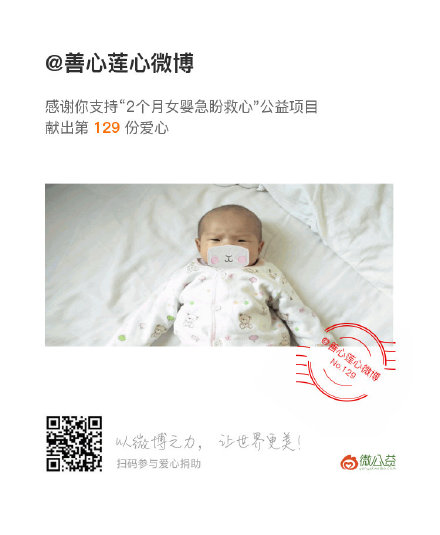 @善心莲心微博
感谢你支持“2个月女婴急盼救心”公益项目
献出第 129 份爱心
@善心莲心微博
No.129
以微博之力，让世界更美！
扫码参与爱心捐助
微公益